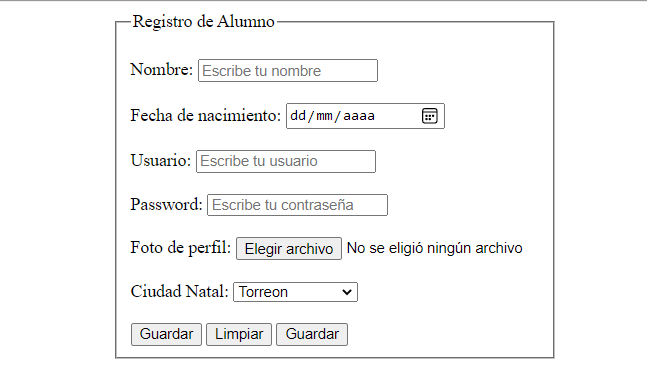 Registro de Alumno
Nombre: Escribe tu nombre
Fecha de nacimiento: dd/mm/aaaa
Usuario: Escribe tu usuario
Password: Escribe tu contraseña
Foto de perfil: Elegir archivo No se eligió ningún archivo
Ciudad Natal: Torreon
Guardar Limpiar Guardar